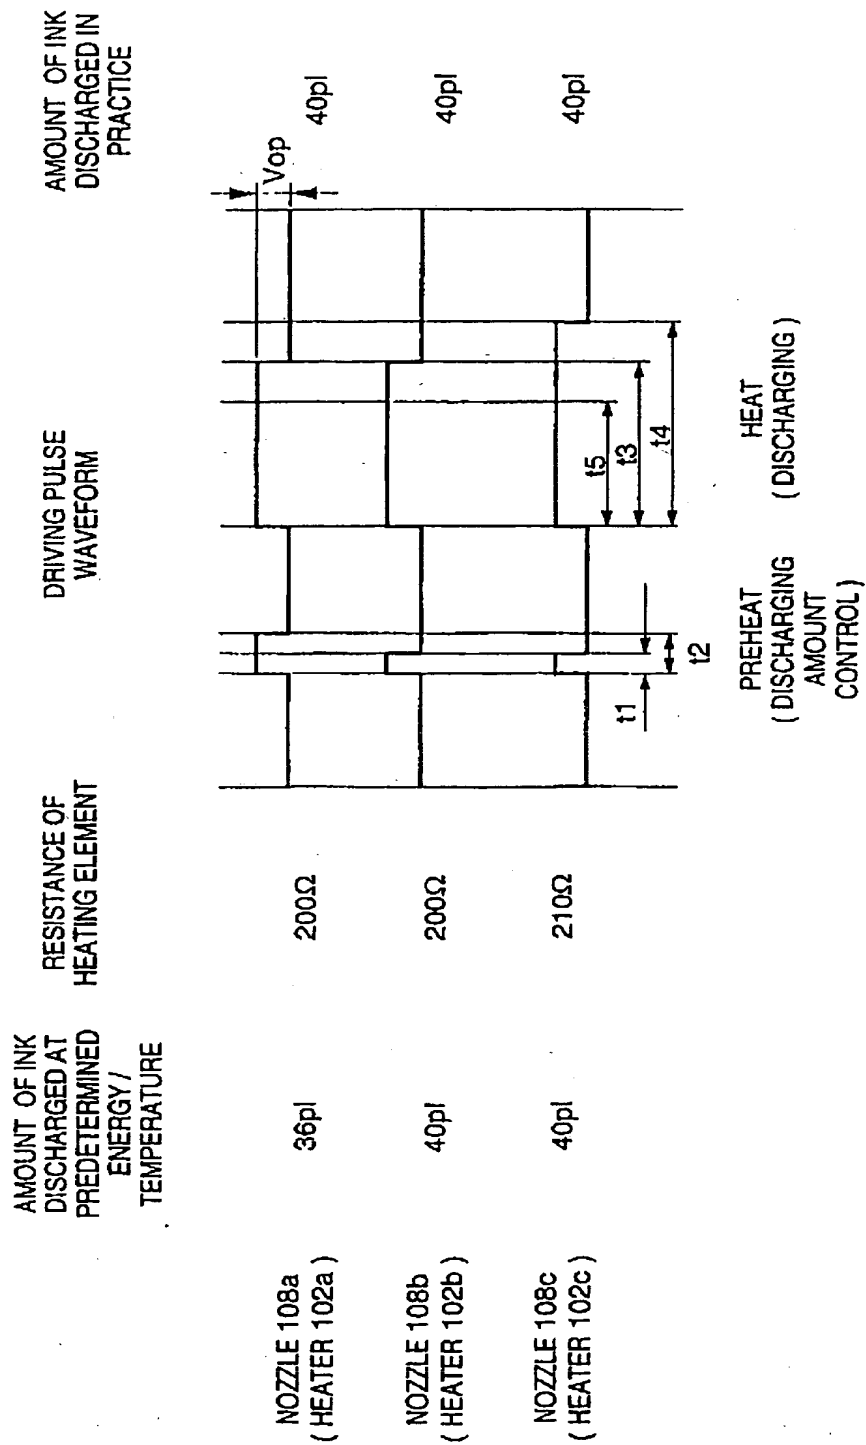 AMOUNT OF INK
DISCHARGED AT
PREDETERMINED
ENERGY /
TEMPERATURE
RESISTANCE OF
HEATING ELEMENT
DRIVING PULSE
WAVEFORM
AMOUNT OF INK
DISCHARGED IN
PRACTICE
Vop
NOZZLE 108a
( HEATER 102a )
36pl
200Ω
40pl
NOZZLE 108b
( HEATER 102b )
40pl
200Ω
40pl
NOZZLE 108c
( HEATER 102c )
40pl
210Ω
40pl
t1
t2
t5
t3
t4
PREHEAT
( DISCHARGING
AMOUNT
CONTROL )
HEAT
( DISCHARGING )